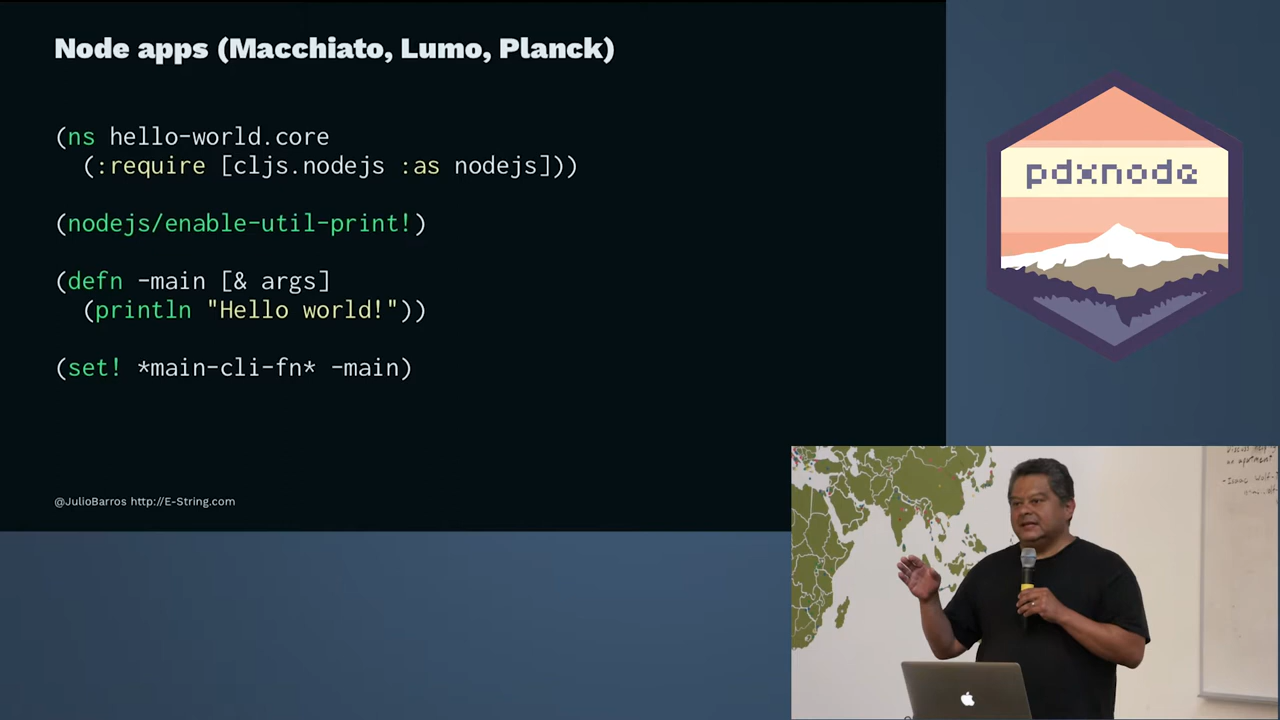 Node apps (Macchiato, Lumo, Planck)
(ns hello-world.core
(:require [cljs.nodejs :as nodejs]))
(nodejs/enable-util-print!)
(defn -main [& args]
(println "Hello world!"))
(set! *main-cli-fn* -main)
@JulioBarros http://E-String.com
pdxnode